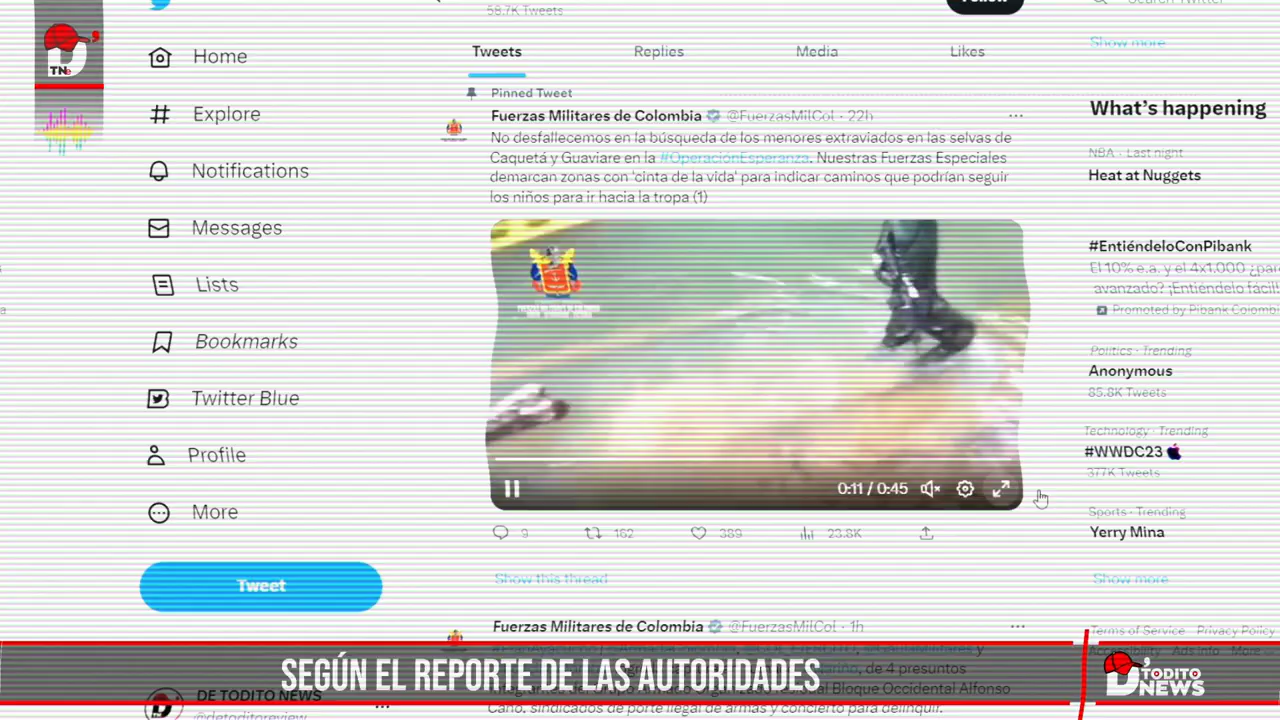 58.7K Tweets
Follow
Search Twitter
Show more
TNe
Home
Explore
Notifications
Messages
Lists
Bookmarks
Twitter Blue
Profile
More
Tweet
DE TODITO NEWS
@detoditoreview
Tweets Replies Media Likes
Pinned Tweet
Fuerzas Militares de Colombia @FuerzasMilCol · 22h
No desfallecemos en la búsqueda de los menores extraviados en las selvas de
Caquetá y Guaviare en la #OperaciónEsperanza. Nuestras Fuerzas Especiales
demarcan zonas con 'cinta de la vida' para indicar caminos que podrían seguir
los niños para ir hacia la tropa (1)
0:11 / 0:45
9 162 389 23.8K
Show this thread
Fuerzas Militares de Colombia @FuerzasMilCol · 1h
de 4 presuntos
Bloque Occidental Alfonso
Cano, sindicados de porte ilegal de armas y concierto para delinquir.
What's happening
NBA · Last night
Heat at Nuggets
#EntiéndeloConPibank
El 10% e.a. y el 4x1.000 ¿para
avanzado? ¡Entiéndelo fácil!
Promoted by Pibank Colombi
Politics · Trending
Anonymous
85.8K Tweets
Technology · Trending
#WWDC23
377K Tweets
Sports · Trending
Yerry Mina
Show more
Terms of Service Privacy Policy
Accessibility Ads info More
SEGÚN EL REPORTE DE LAS AUTORIDADES
D'TODITO
NEWS